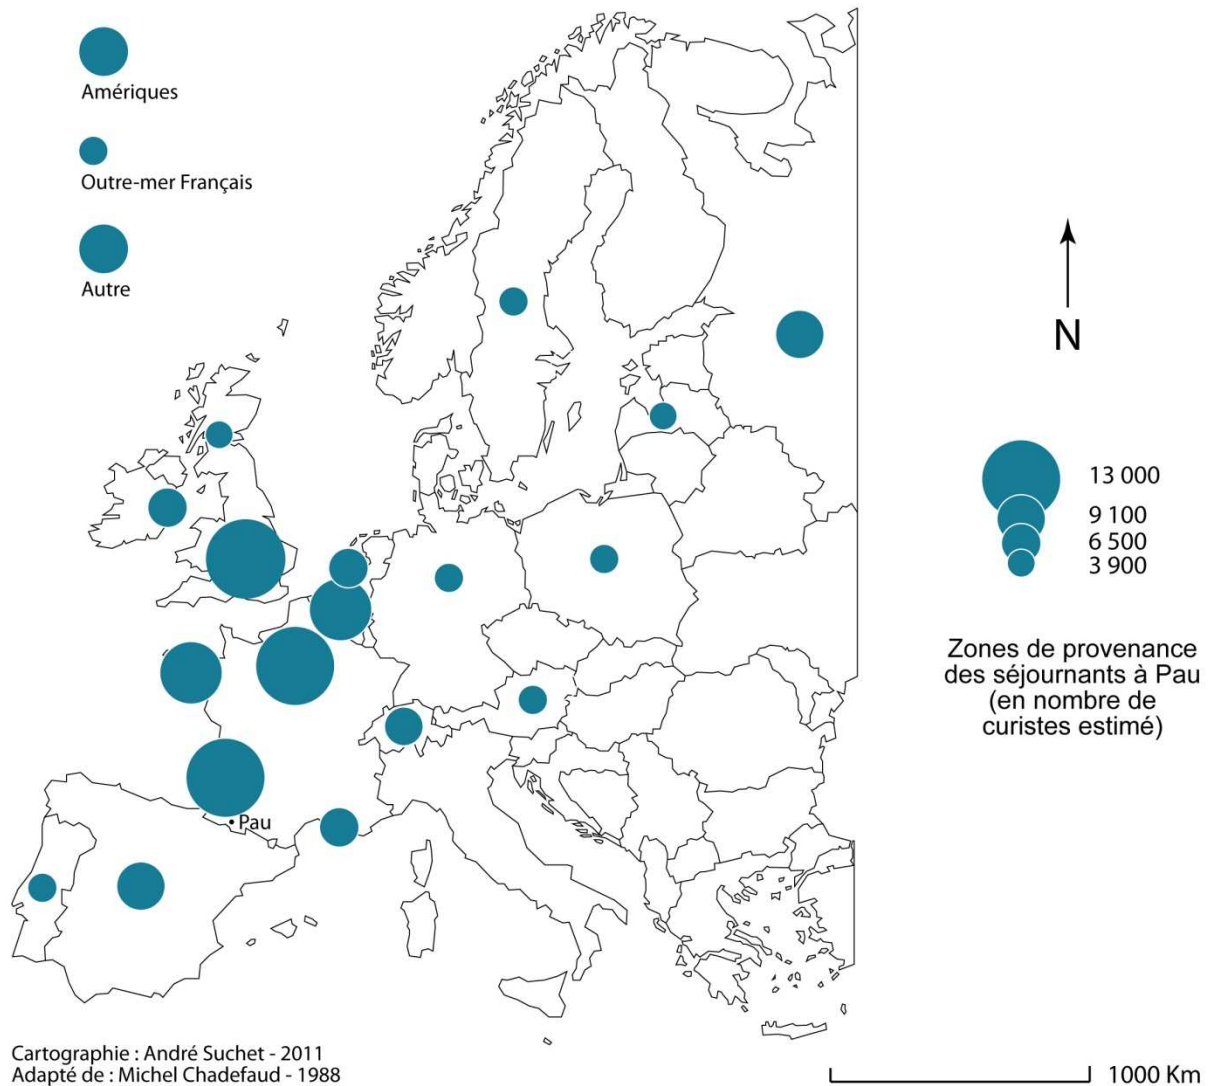 Amériques
Outre-mer Français
Autre
N
13 000
9 100
6 500
3 900
Zones de provenance
des séjournants à Pau
(en nombre de
curistes estimé)
Pau
Cartographie : André Suchet - 2011
Adapté de : Michel Chadefaud - 1988
1000 Km